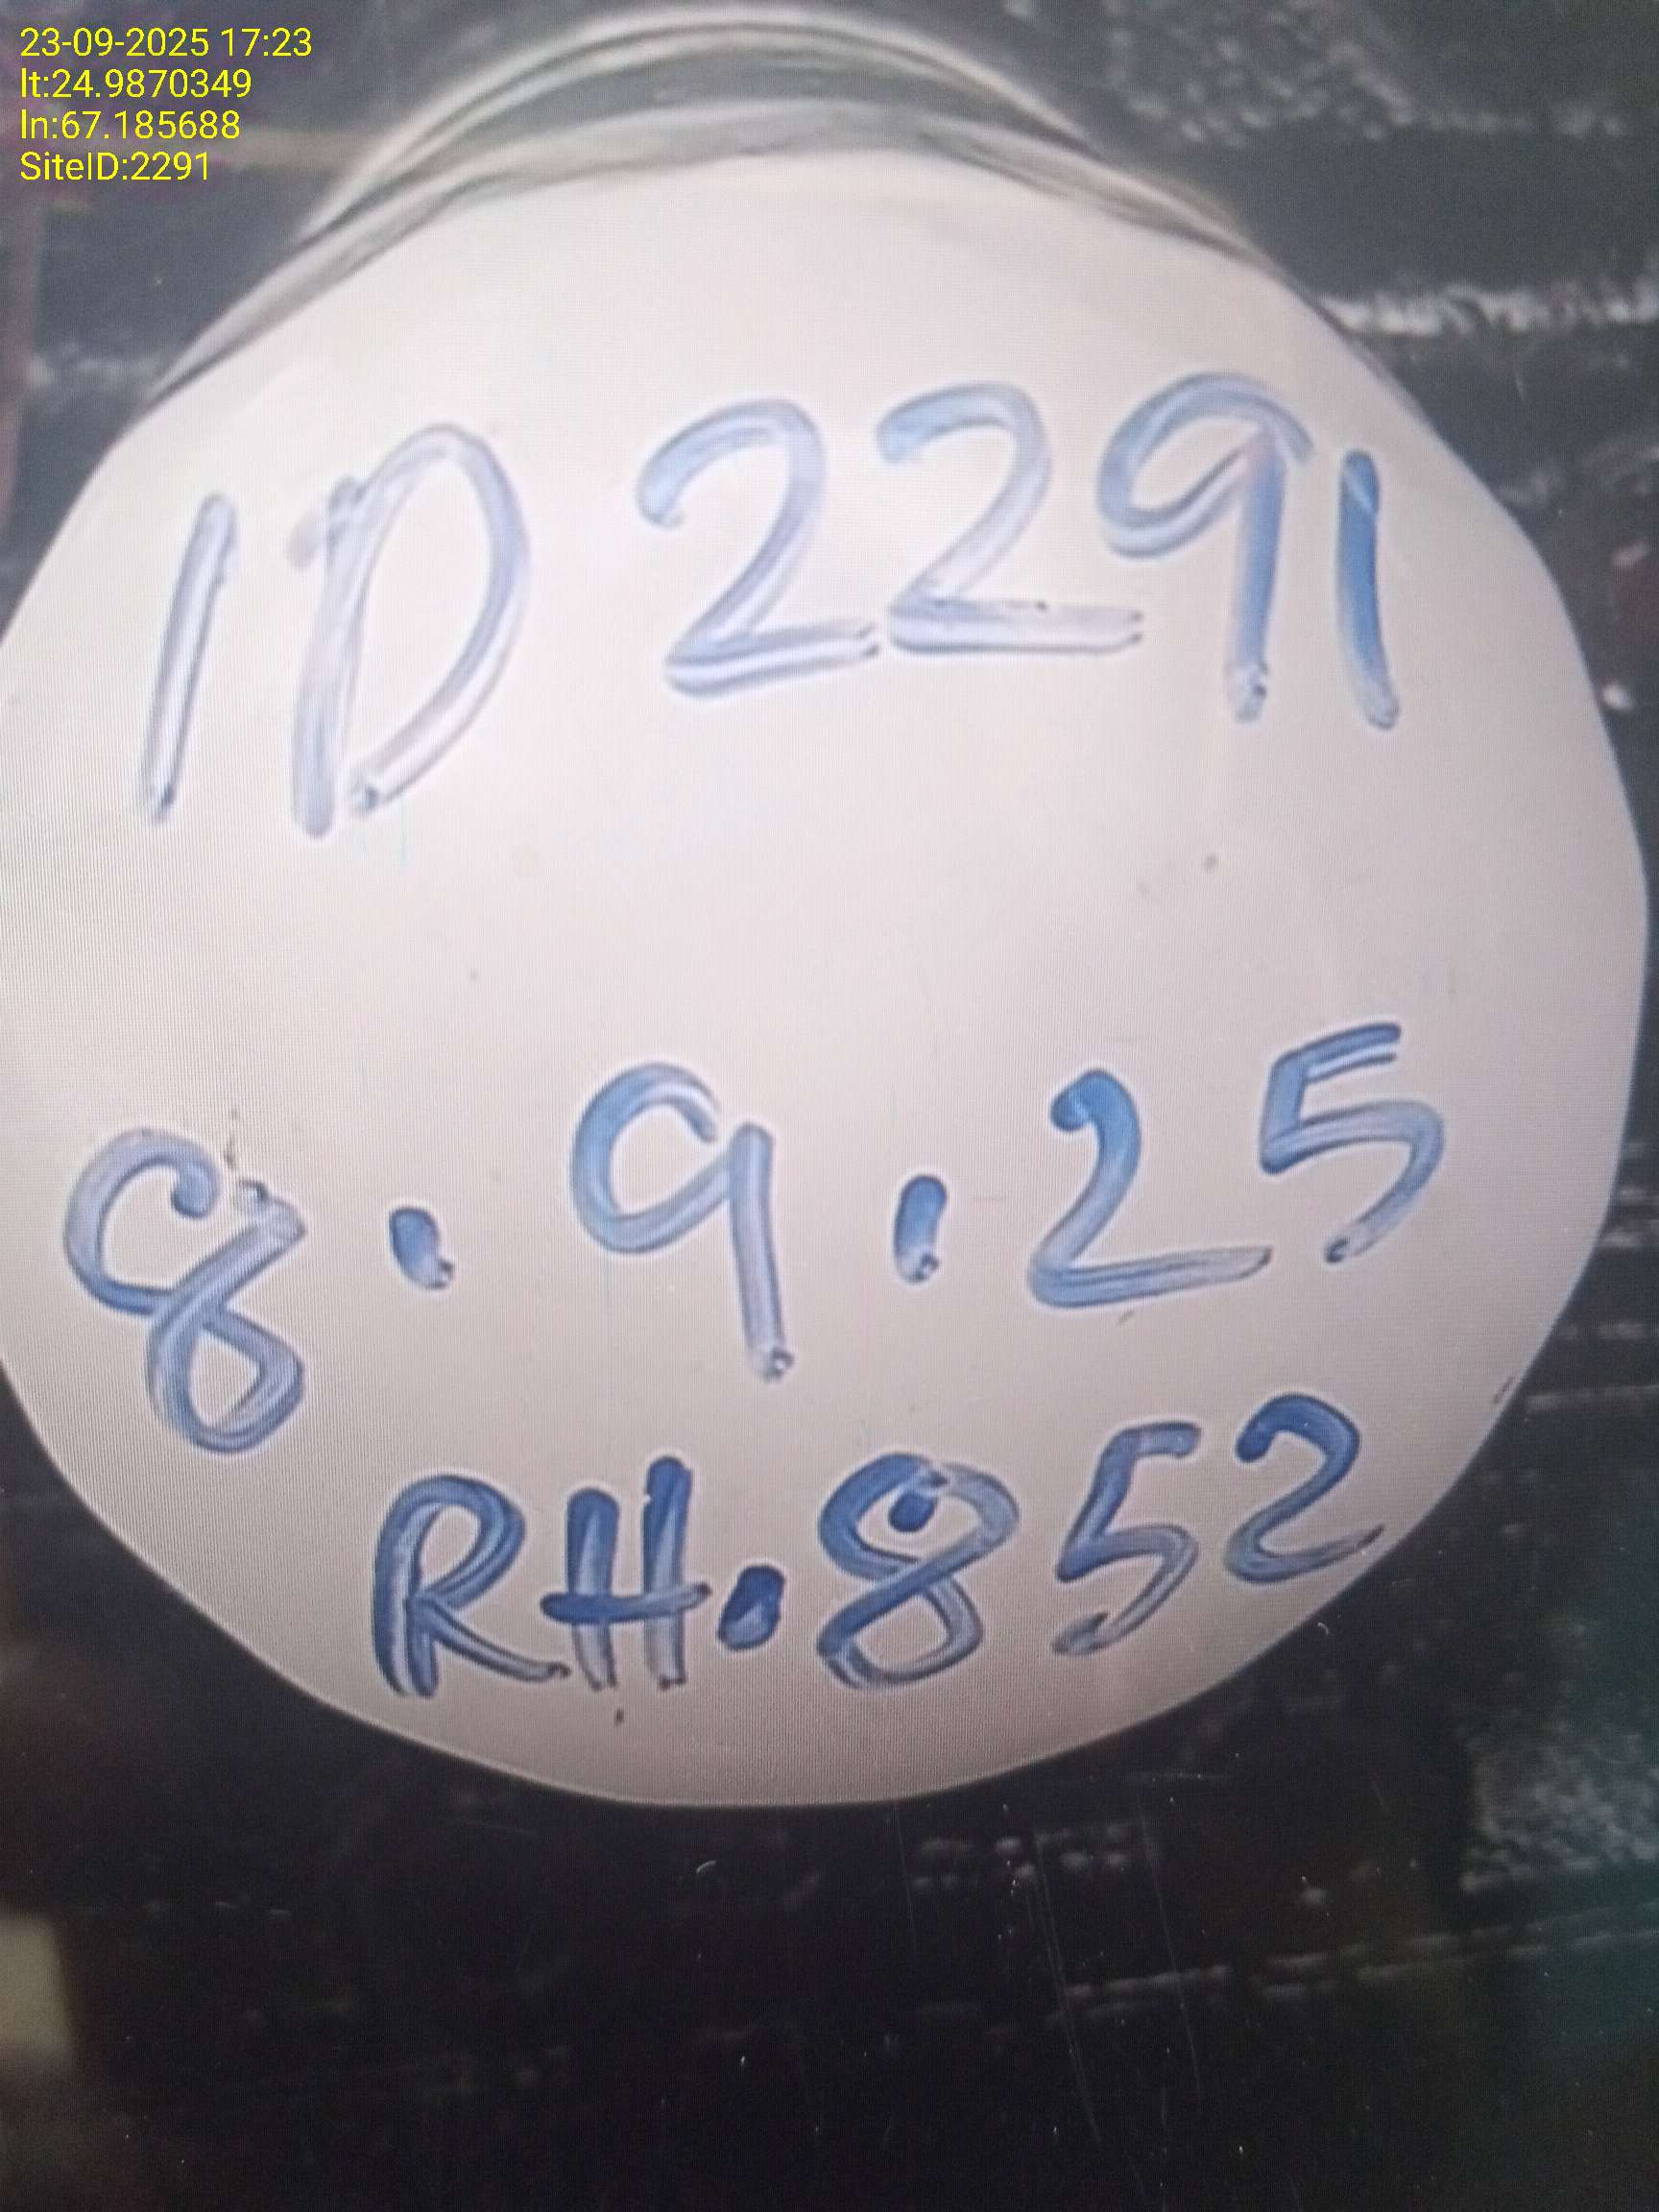 23-09-2025 17:23
lt:24.9870349
ln:67.185688
SiteID:2291
ID 2291
8.9.25
RH.852